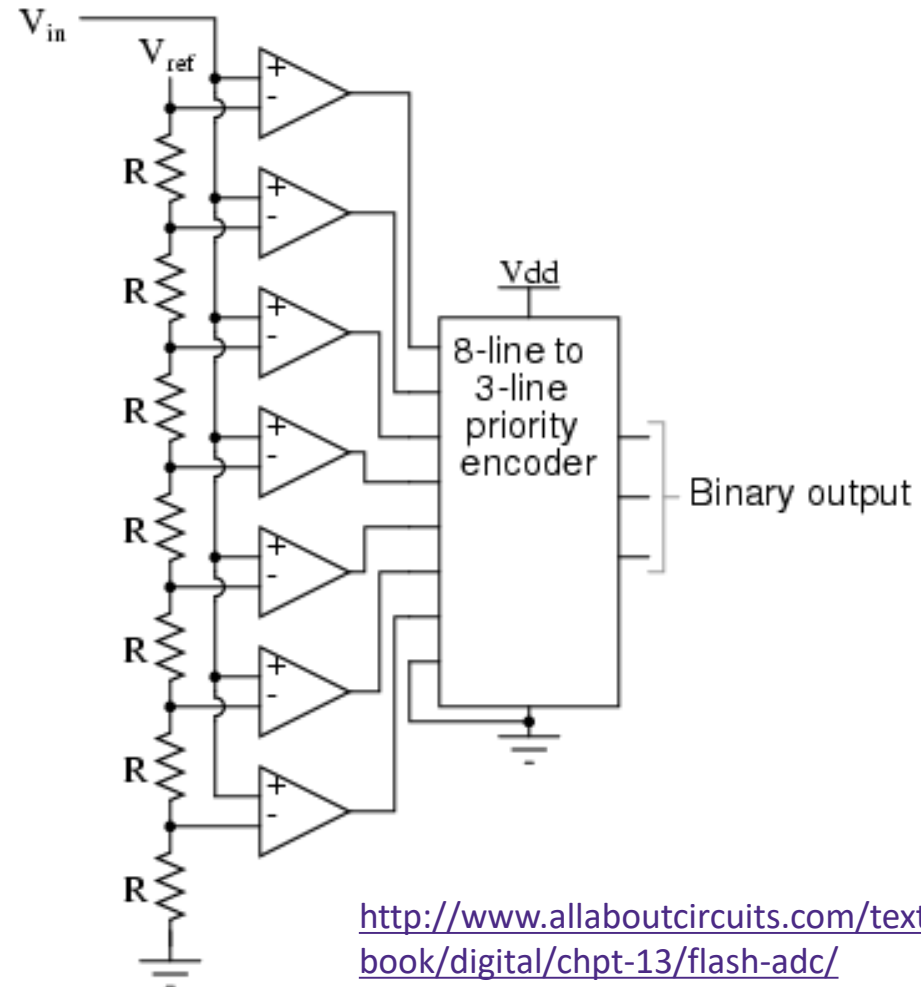 Vin
Vref
+
-
R
+
-
R
+
-
R
+
-
R
+
-
R
+
-
R
+
-
R
Vdd
8-line to
3-line
priority
encoder
Binary output
http://www.allaboutcircuits.com/text
book/digital/chpt-13/flash-adc/